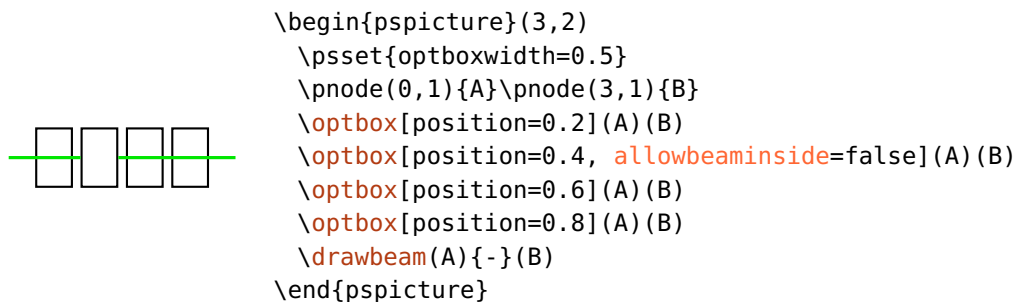 \begin{pspicture}(3,2)
  \psset{optboxwidth=0.5}
  \pnode(0,1){A}\pnode(3,1){B}
  \optbox[position=0.2](A)(B)
  \optbox[position=0.4, allowbeaminside=false](A)(B)
  \optbox[position=0.6](A)(B)
  \optbox[position=0.8](A)(B)
  \drawbeam(A){-}(B)
\end{pspicture}